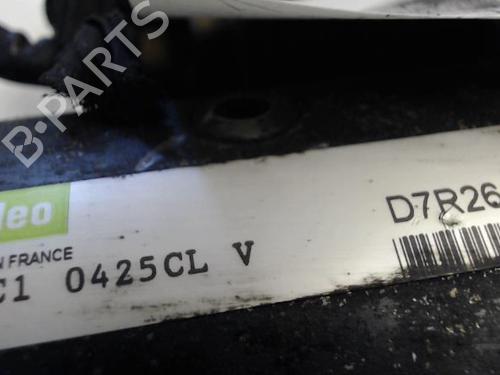 B-PARTS
leo
D7R26
N FRANCE
C1 0425CL V